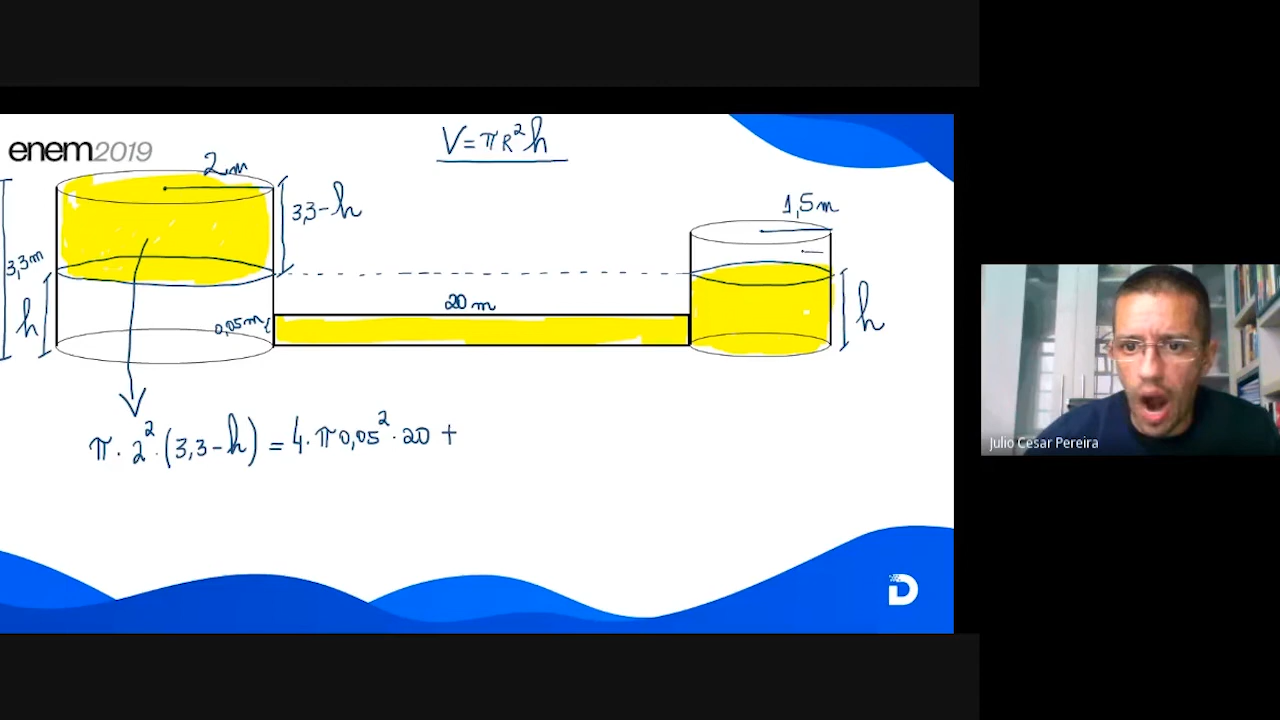 V=πR²h
enem2019
2m
3,3-h
1,5m
3,3m
20 m
h
0,05m
h
Julio Cesar Pereira
π·2²·(3,3-h) = 4·π0,05²·20 +
D